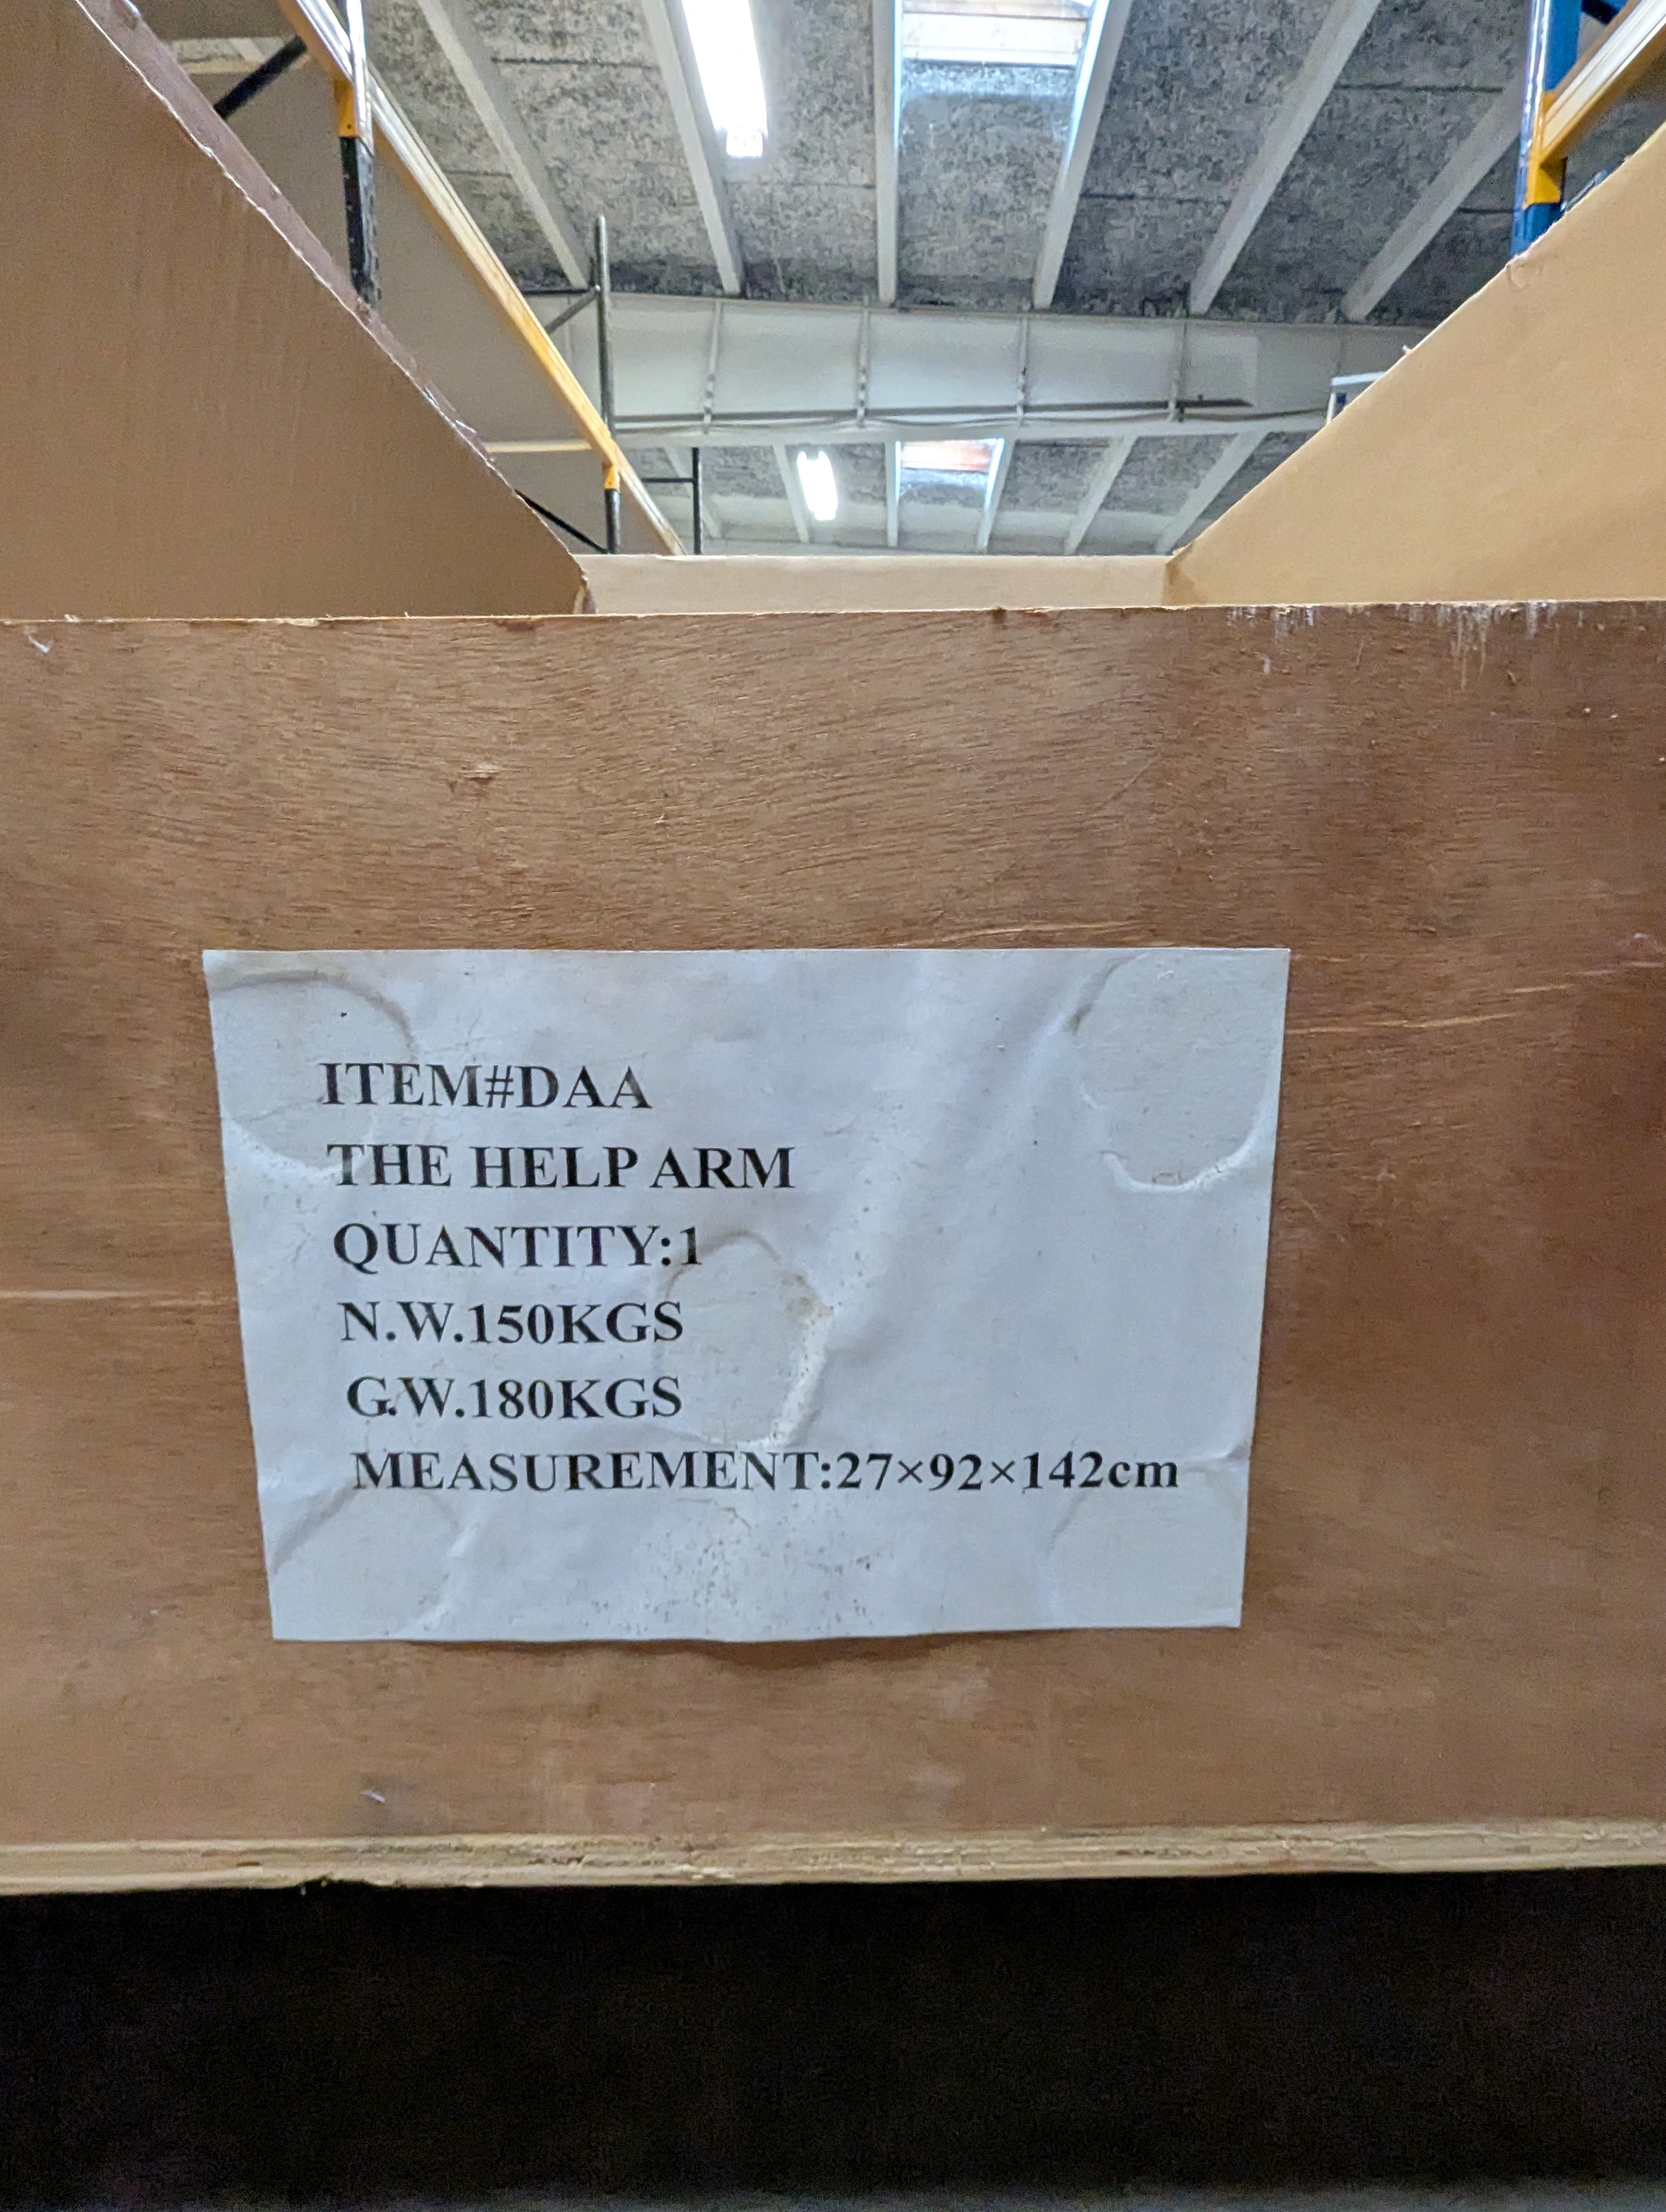 ITEM#DAA
THE HELP ARM
QUANTITY:1
N.W.150KGS
G.W.180KGS
MEASUREMENT:27×92×142cm